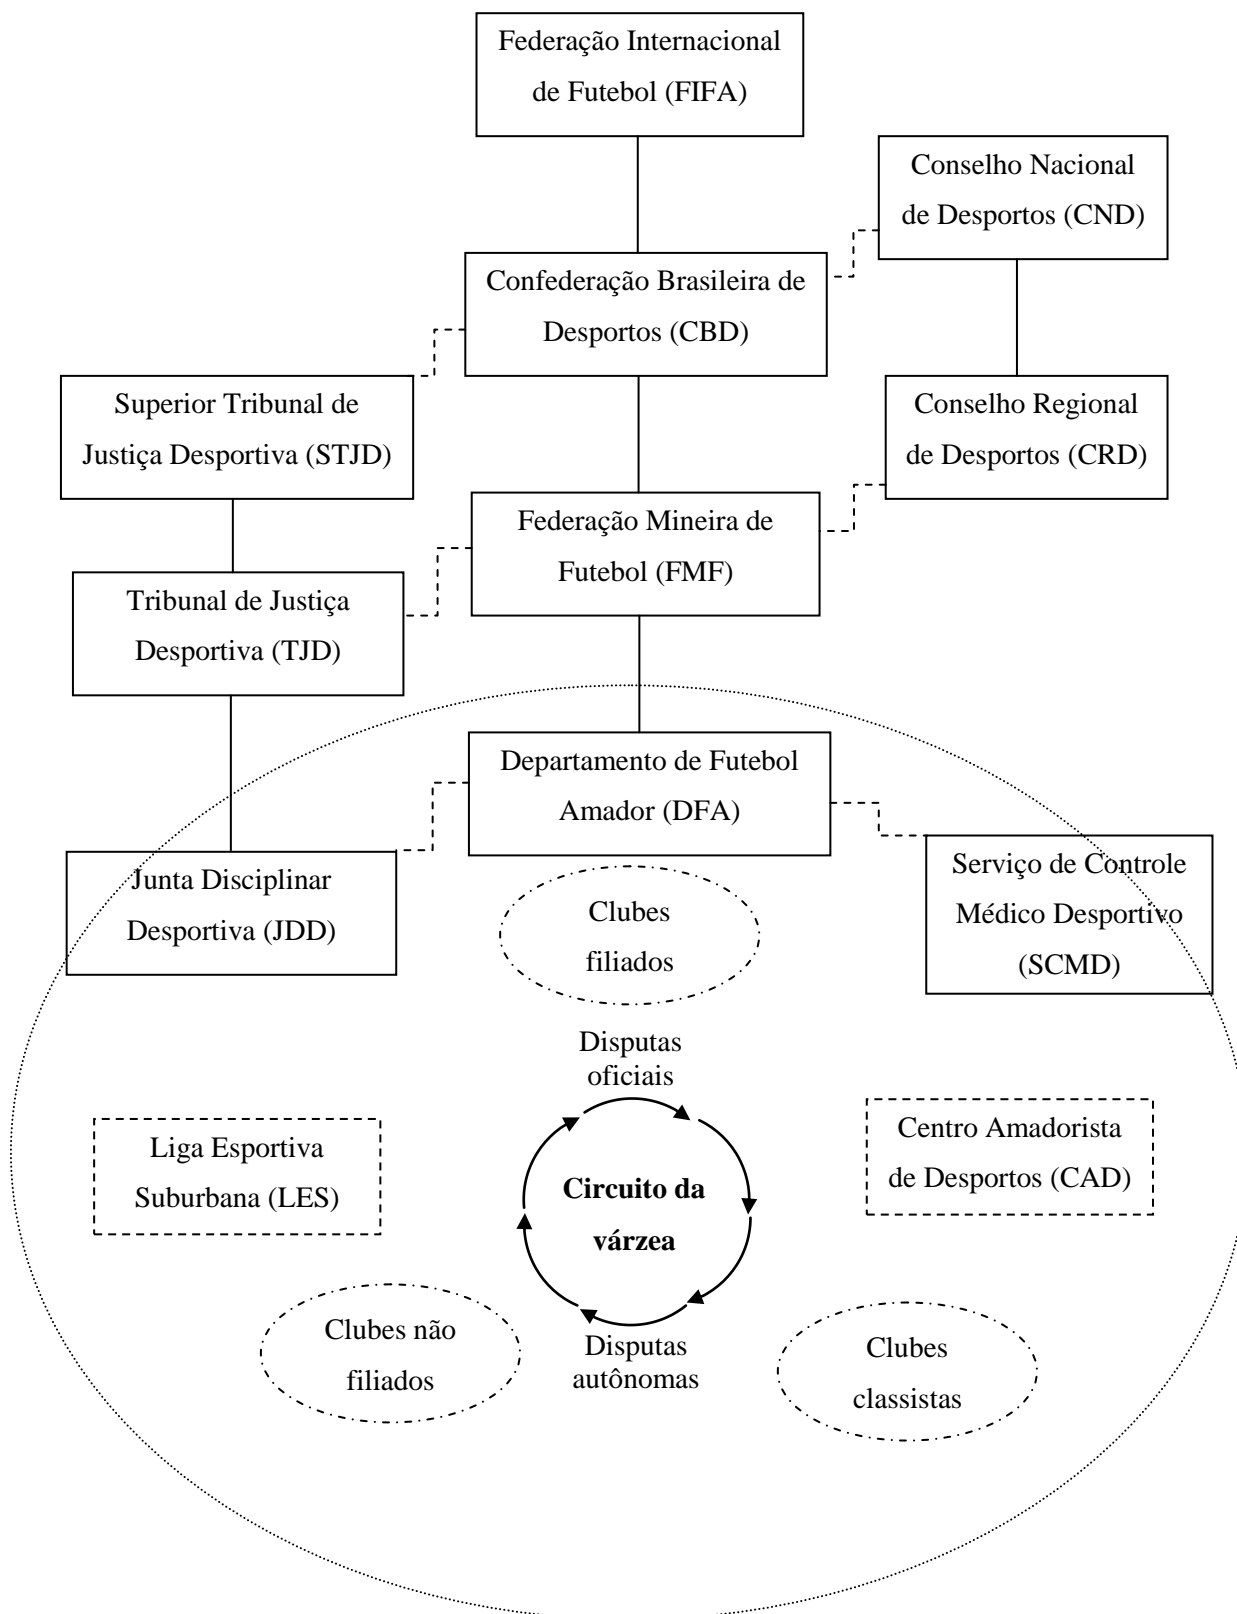 Federação Internacional
de Futebol (FIFA)
Conselho Nacional
de Desportos (CND)
Confederação Brasileira de
Desportos (CBD)
Superior Tribunal de
Justiça Desportiva (STJD)
Conselho Regional
de Desportos (CRD)
Federação Mineira de
Futebol (FMF)
Tribunal de Justiça
Desportiva (TJD)
Departamento de Futebol
Amador (DFA)
Junta Disciplinar
Desportiva (JDD)
Serviço de Controle
Médico Desportivo
(SCMD)
Clubes
filiados
Disputas
oficiais
Liga Esportiva
Suburbana (LES)
Centro Amadorista
de Desportos (CAD)
Circuito da
várzea
Clubes não
filiados
Disputas
autônomas
Clubes
classistas